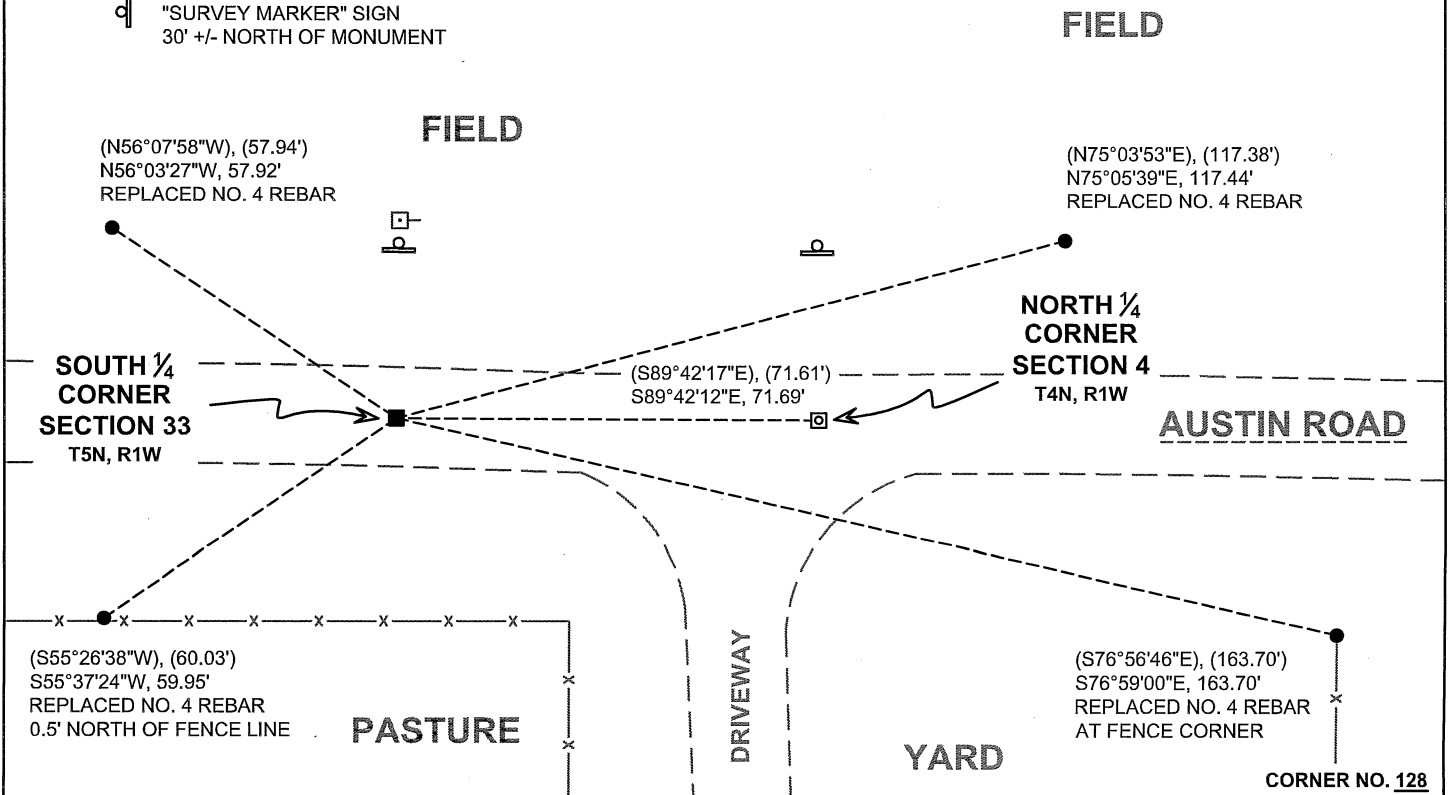 "SURVEY MARKER" SIGN
30' +/- NORTH OF MONUMENT
FIELD
FIELD
(N56°07'58"W), (57.94')
N56°03'27"W, 57.92'
REPLACED NO. 4 REBAR
(N75°03'53"E), (117.38')
N75°05'39"E, 117.44'
REPLACED NO. 4 REBAR
SOUTH 1/4
CORNER
SECTION 33
T5N, R1W
(S89°42'17"E), (71.61')
S89°42'12"E, 71.69'
NORTH 1/4
CORNER
SECTION 4
T4N, R1W
AUSTIN ROAD
(S55°26'38"W), (60.03')
S55°37'24"W, 59.95'
REPLACED NO. 4 REBAR
0.5' NORTH OF FENCE LINE
PASTURE
DRIVEWAY
YARD
(S76°56'46"E), (163.70')
S76°59'00"E, 163.70'
REPLACED NO. 4 REBAR
AT FENCE CORNER
CORNER NO. 128